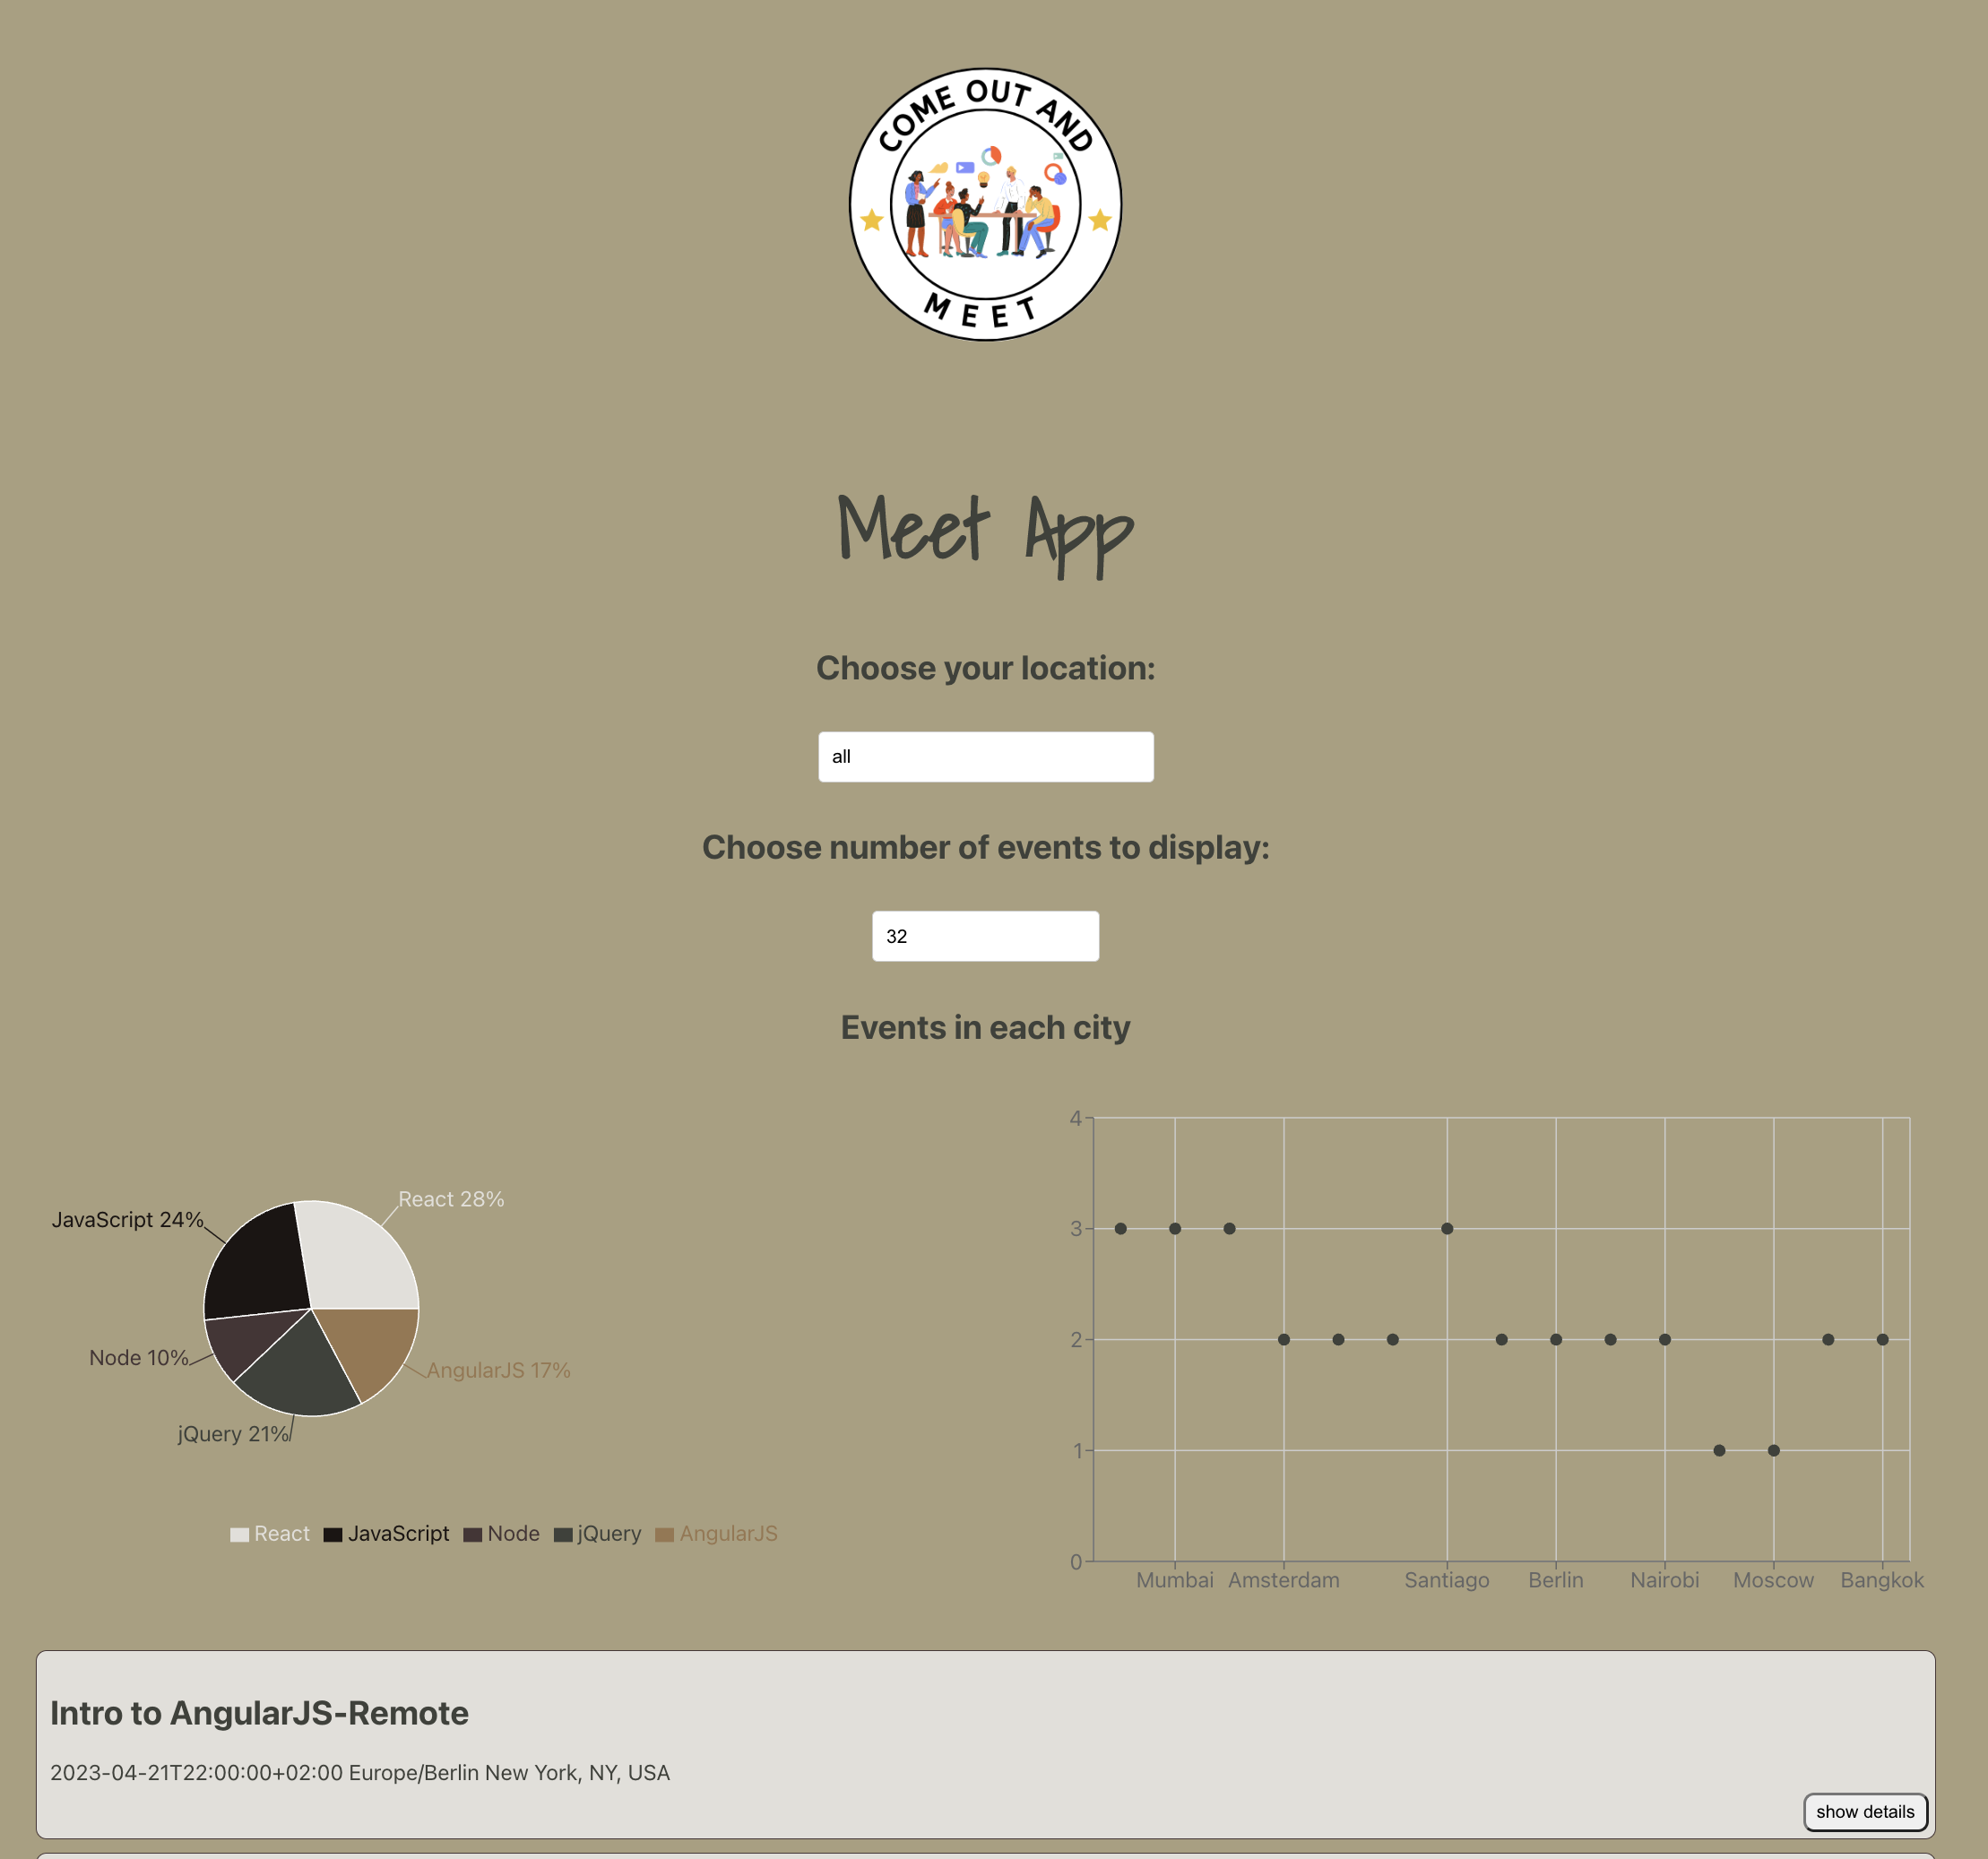 COME OUT AND
MEET
Meet App
Choose your location:
all
Choose number of events to display:
32
Events in each city
React 28%
JavaScript 24%
Node 10%
AngularJS 17%
jQuery 21%
React JavaScript Node jQuery AngularJS
4
3
2
1
0
Mumbai Amsterdam Santiago Berlin Nairobi Moscow Bangkok
Intro to AngularJS-Remote
2023-04-21T22:00:00+02:00 Europe/Berlin New York, NY, USA
show details